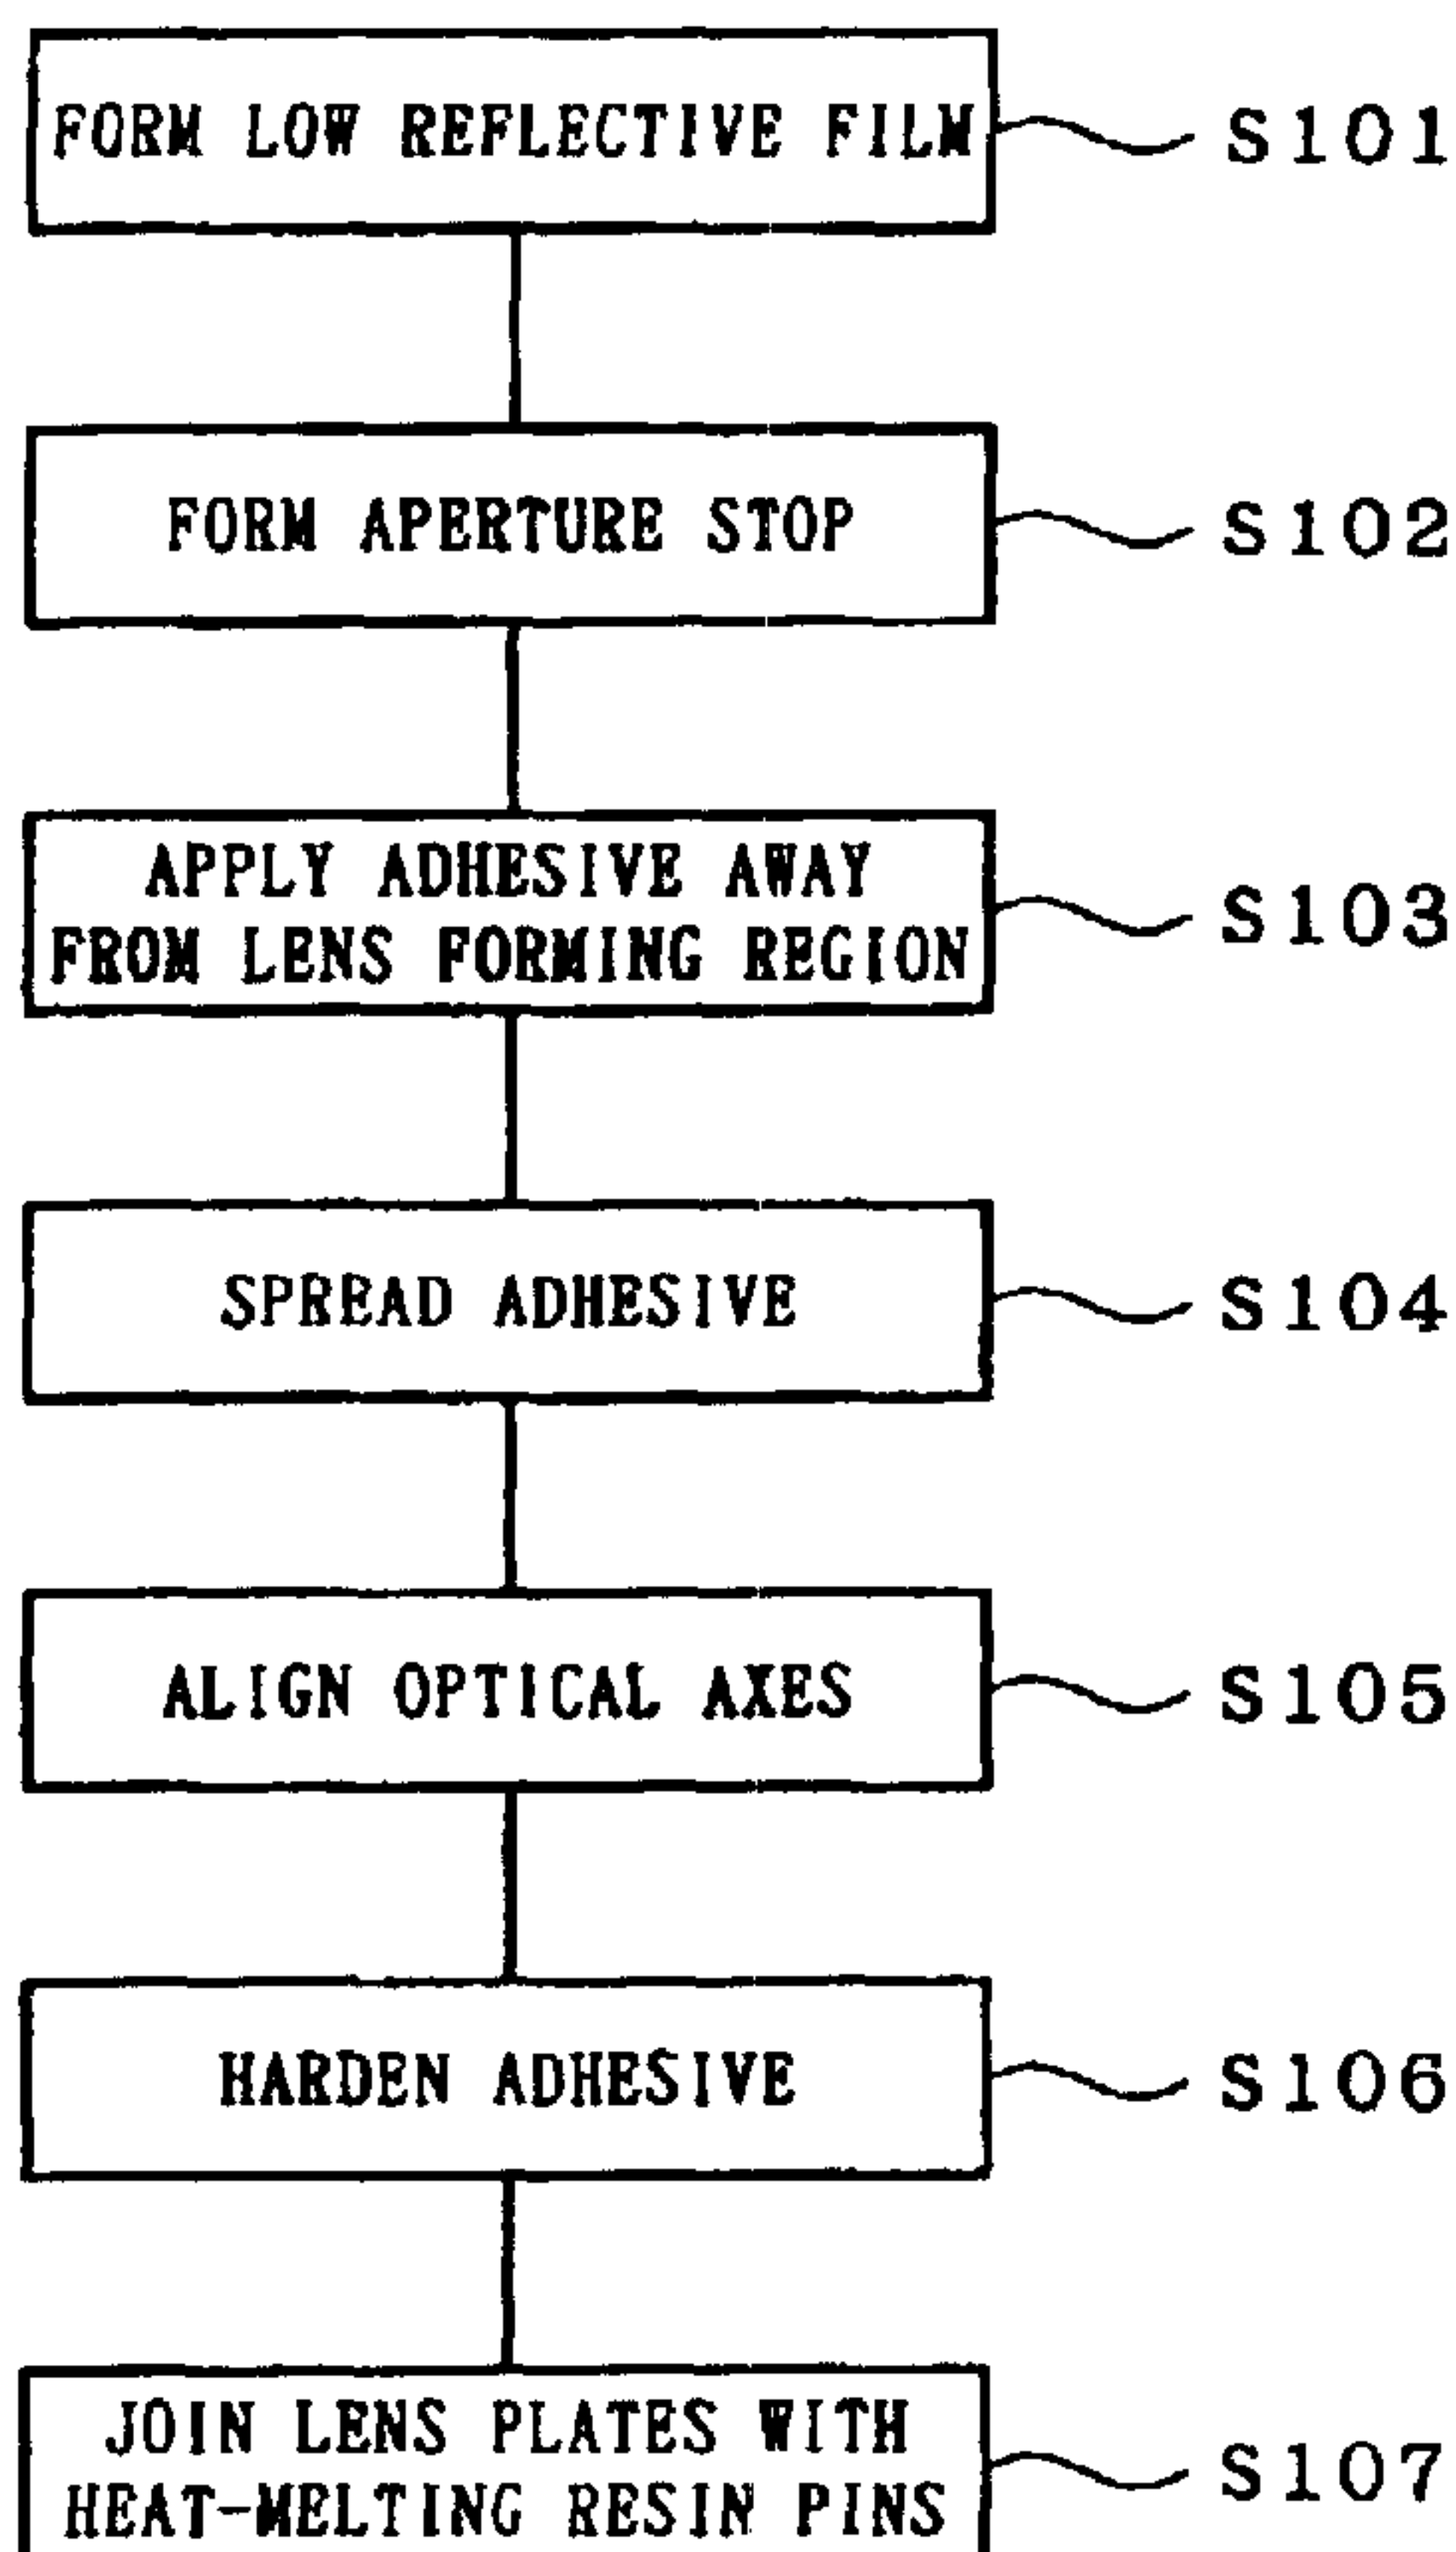 FORM LOW REFLECTIVE FILM
S101
FORM APERTURE STOP
S102
APPLY ADHESIVE AWAY
FROM LENS FORMING REGION
S103
SPREAD ADHESIVE
S104
ALIGN OPTICAL AXES
S105
HARDEN ADHESIVE
S106
JOIN LENS PLATES WITH
HEAT-MELTING RESIN PINS
S107